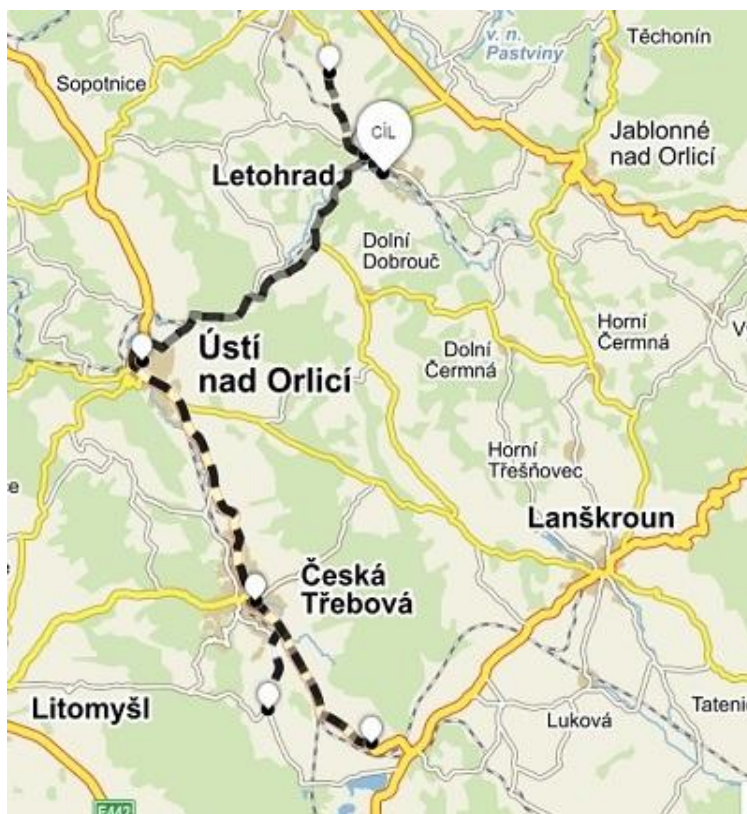 v. n.
Pastviny
Těchonín
Sopotnice
CÍL
Jablonné
nad Orlicí
Letohrad
Dolní
Dobrouč
Ústí
nad Orlicí
Dolní
Čermná
Horní
Čermná
Horní
Třešňovec
Lanškroun
Česká
Třebová
Litomyšl
Luková
Tateni
E442